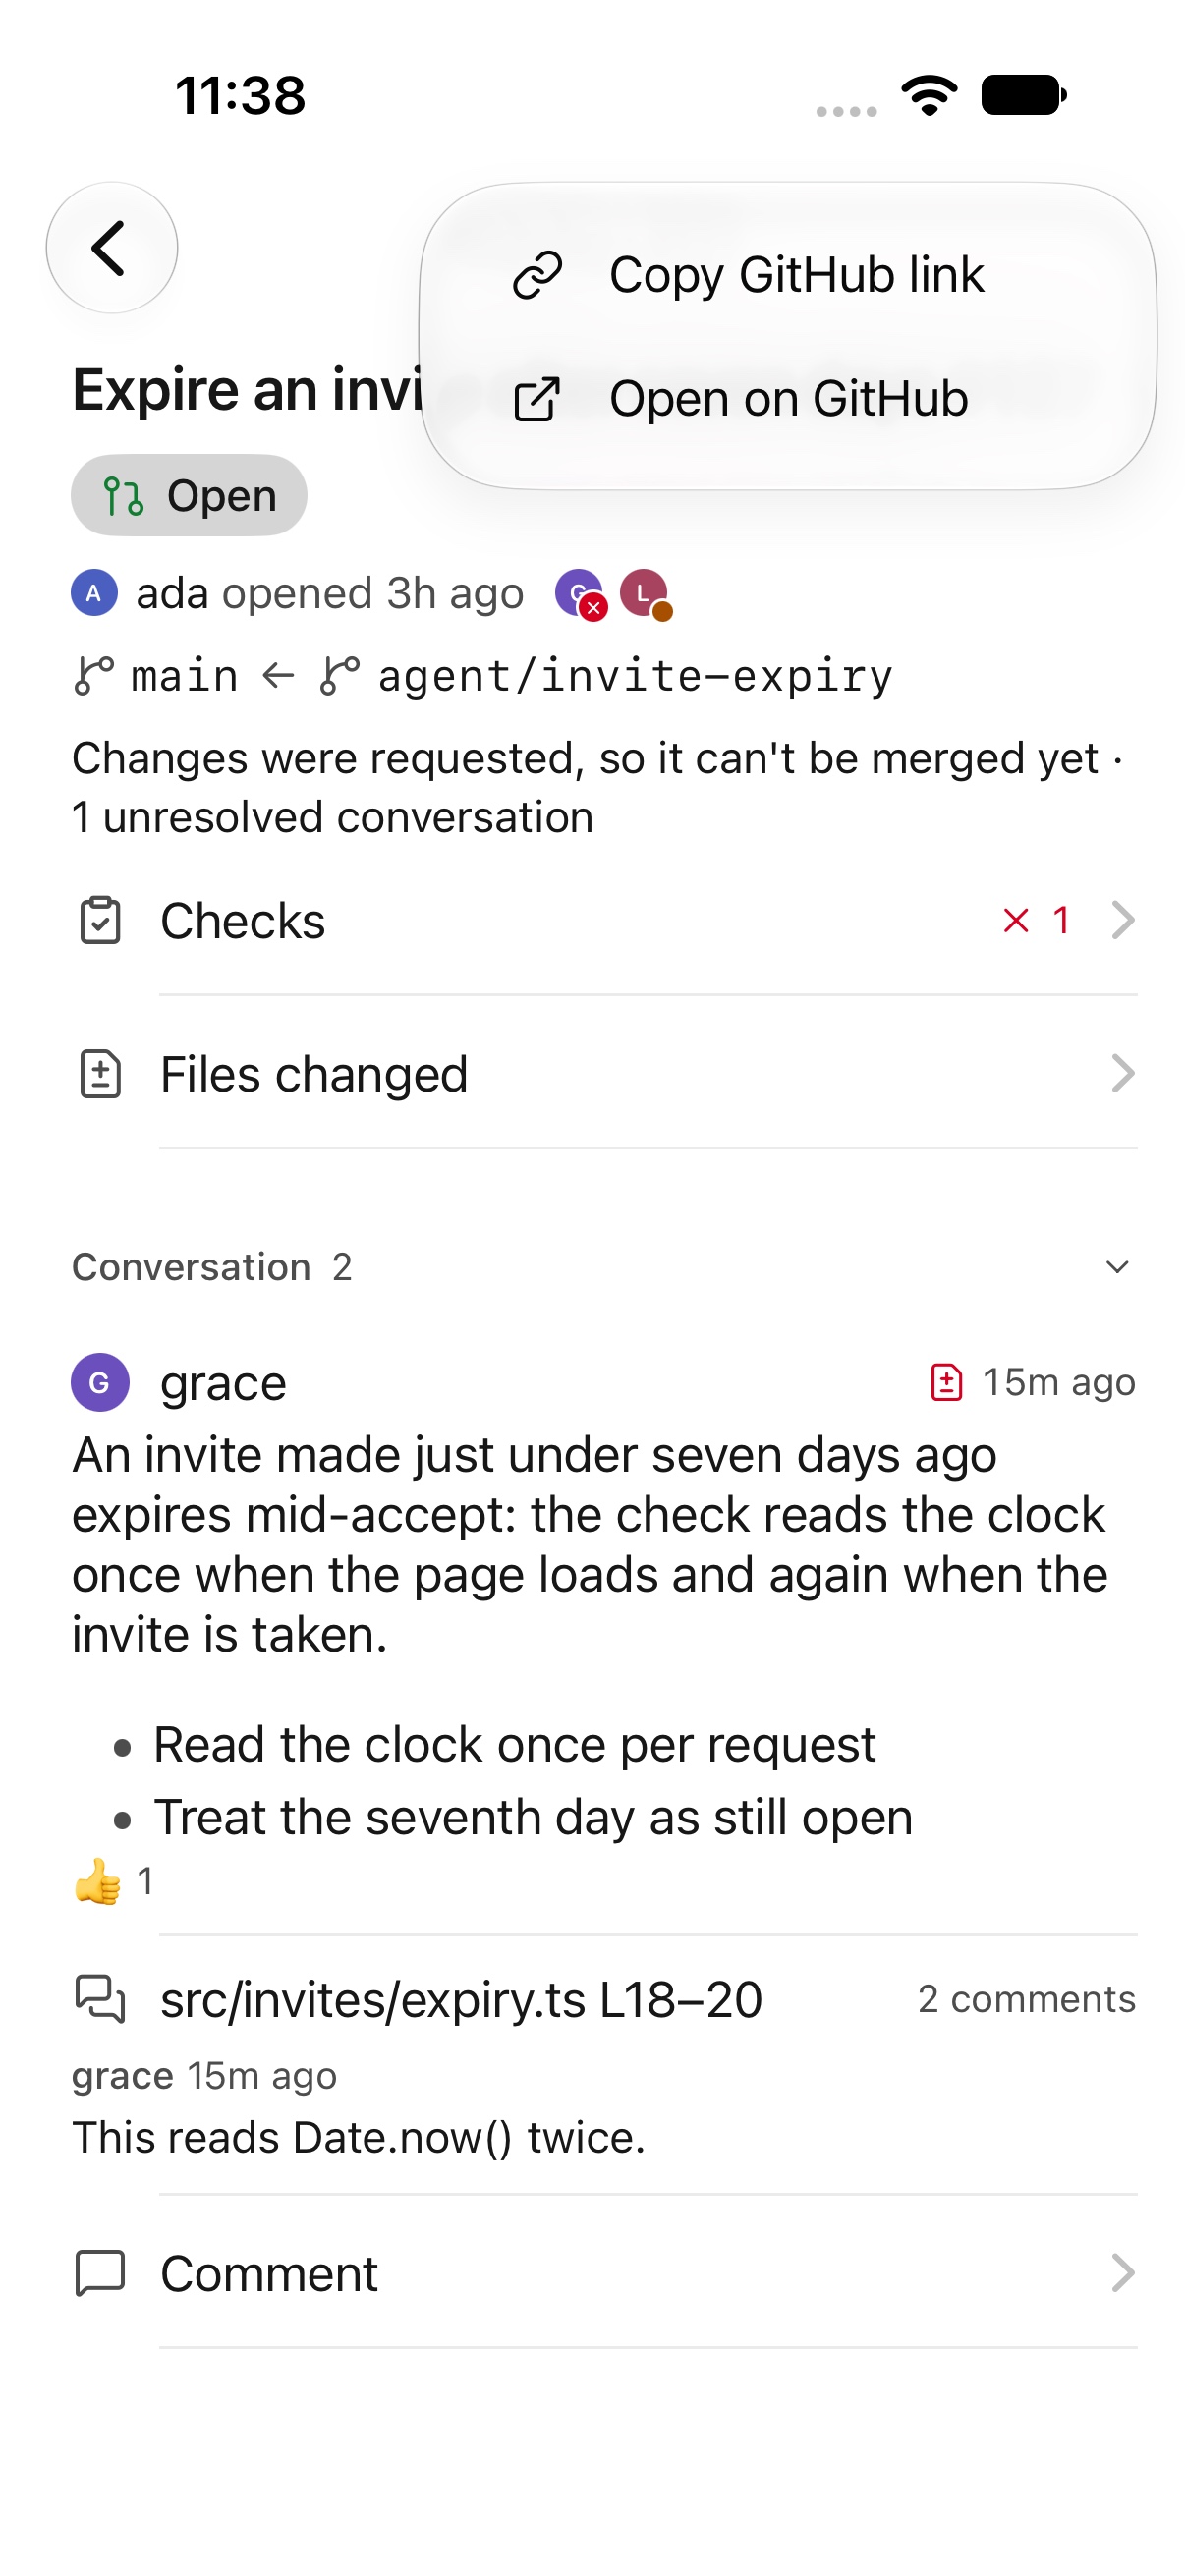 11:38
Copy GitHub link
Open on GitHub
Expire an invi
Open
A ada opened 3h ago G L
main ← agent/invite-expiry
Changes were requested, so it can't be merged yet ·
1 unresolved conversation
Checks 1
Files changed
Conversation 2
G grace 15m ago
An invite made just under seven days ago
expires mid-accept: the check reads the clock
once when the page loads and again when the
invite is taken.
• Read the clock once per request
• Treat the seventh day as still open
👍 1
src/invites/expiry.ts L18–20 2 comments
grace 15m ago
This reads Date.now() twice.
Comment